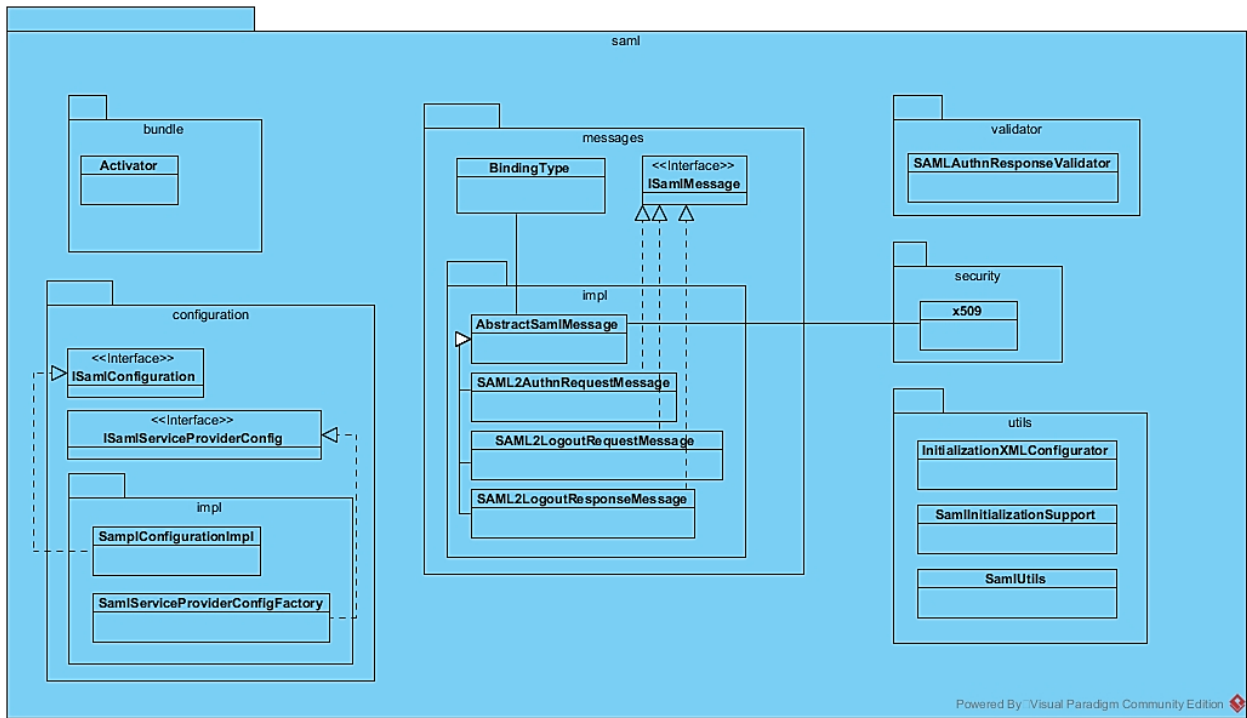 saml
bundle
Activator
configuration
<<Interface>>
ISamlConfiguration
<<Interface>>
ISamlServiceProviderConfig
impl
SamplConfigurationImpl
SamlServiceProviderConfigFactory
messages
BindingType
<<Interface>>
ISamlMessage
impl
AbstractSamlMessage
SAML2AuthnRequestMessage
SAML2LogoutRequestMessage
SAML2LogoutResponseMessage
validator
SAMLAuthnResponseValidator
security
x509
utils
InitializationXMLConfigurator
SamlInitializationSupport
SamlUtils
Powered By Visual Paradigm Community Edition